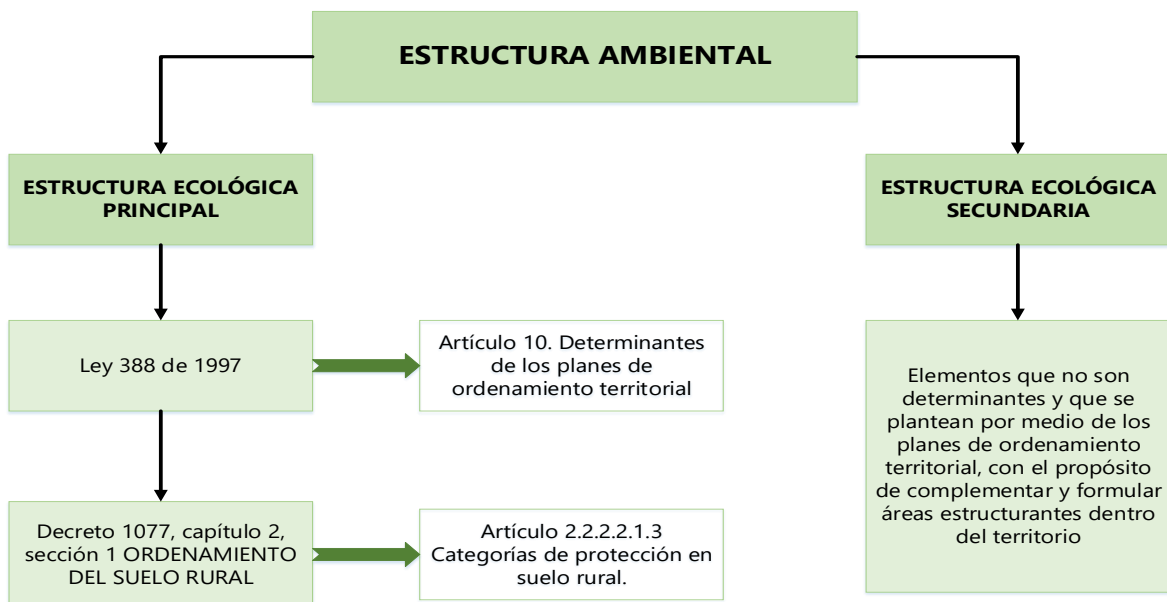 ESTRUCTURA AMBIENTAL
ESTRUCTURA ECOLÓGICA
PRINCIPAL
ESTRUCTURA ECOLÓGICA
SECUNDARIA
Ley 388 de 1997
Artículo 10. Determinantes
de los planes de
ordenamiento territorial
Decreto 1077, capítulo 2,
sección 1 ORDENAMIENTO
DEL SUELO RURAL
Artículo 2.2.2.2.1.3
Categorías de protección en
suelo rural.
Elementos que no son
determinantes y que se
plantean por medio de los
planes de ordenamiento
territorial, con el propósito
de complementar y formular
áreas estructurantes dentro
del territorio